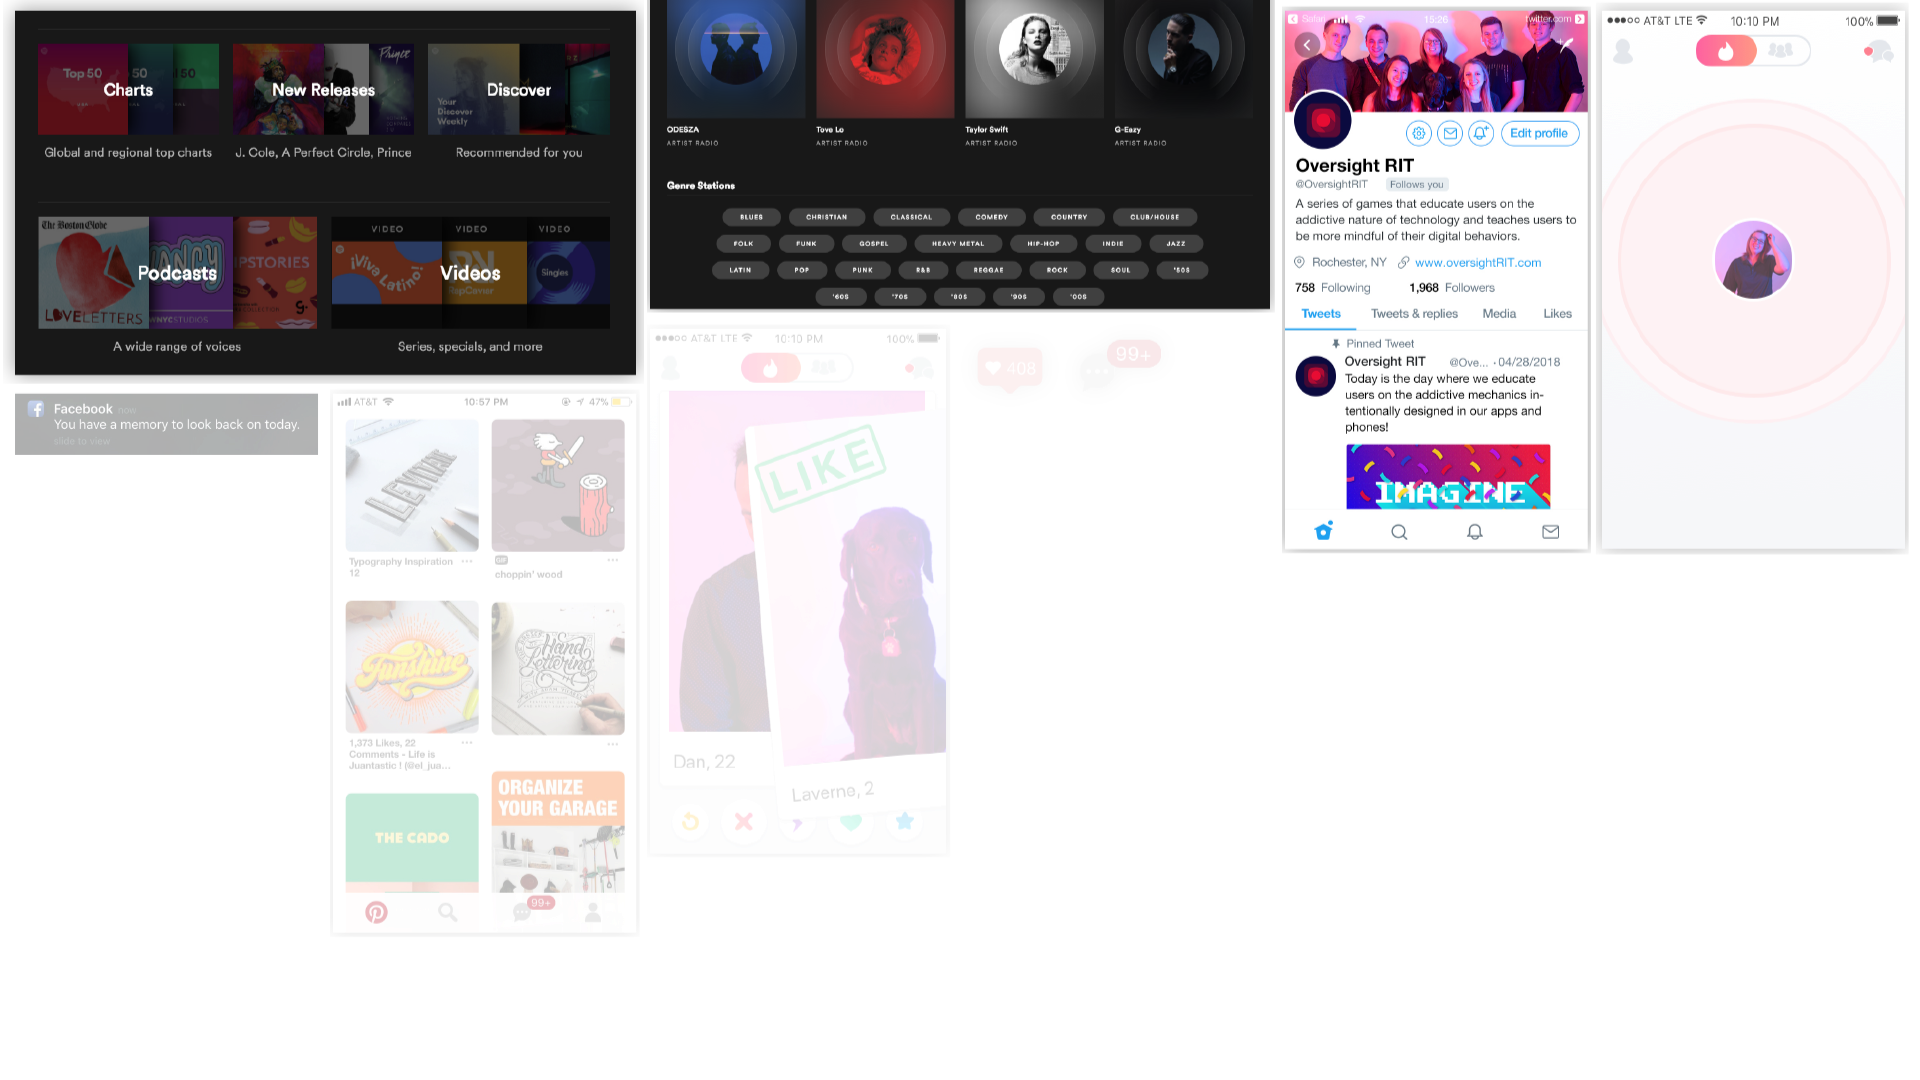 Top 50
50
50
Charts
Global and regional top charts
Prince
New Releases
J. Cole, A Perfect Circle, Prince
Your
Discover
Weekly
Discover
Recommended for you
The Boston Globe
LOVELETTERS
WNYCSTUDIOS
Podcasts
A wide range of voices
VIDEO
VIDEO
VIDEO
¡Viva Latino!
RapCaviar
Singles
Videos
Series, specials, and more
Facebook now
You have a memory to look back on today.
slide to view
AT&T 10:57 PM 47%
ELEVATE
Typography Inspiration
12
GIF
choppin' wood
Funshine
1,373 Likes, 22
Comments - Life is
Juantastic ! (@el_jua...
Hand
Lettering
THE CADO
ORGANIZE
YOUR GARAGE
99+
ODESZA
ARTIST RADIO
Tove Lo
ARTIST RADIO
Taylor Swift
ARTIST RADIO
G-Eazy
ARTIST RADIO
Genre Stations
BLUES CHRISTIAN CLASSICAL COMEDY COUNTRY CLUB/HOUSE
FOLK FUNK GOSPEL HEAVY METAL HIP-HOP INDIE JAZZ
LATIN POP PUNK R&B REGGAE ROCK SOUL '50S
'60S '70S '80S '90S '00S
AT&T LTE 10:10 PM 100%
LIKE
Dan, 22
Laverne, 2
408
99+
Safari 15:26 twitter.com
Edit profile
Oversight RIT
@OversightRIT Follows you
A series of games that educate users on the
addictive nature of technology and teaches users to
be more mindful of their digital behaviors.
Rochester, NY www.oversightRIT.com
758 Following 1,968 Followers
Tweets Tweets & replies Media Likes
Pinned Tweet
Oversight RIT @Ove... · 04/28/2018
Today is the day where we educate
users on the addictive mechanics in-
tentionally designed in our apps and
phones!
IMAGINE
AT&T LTE 10:10 PM 100%